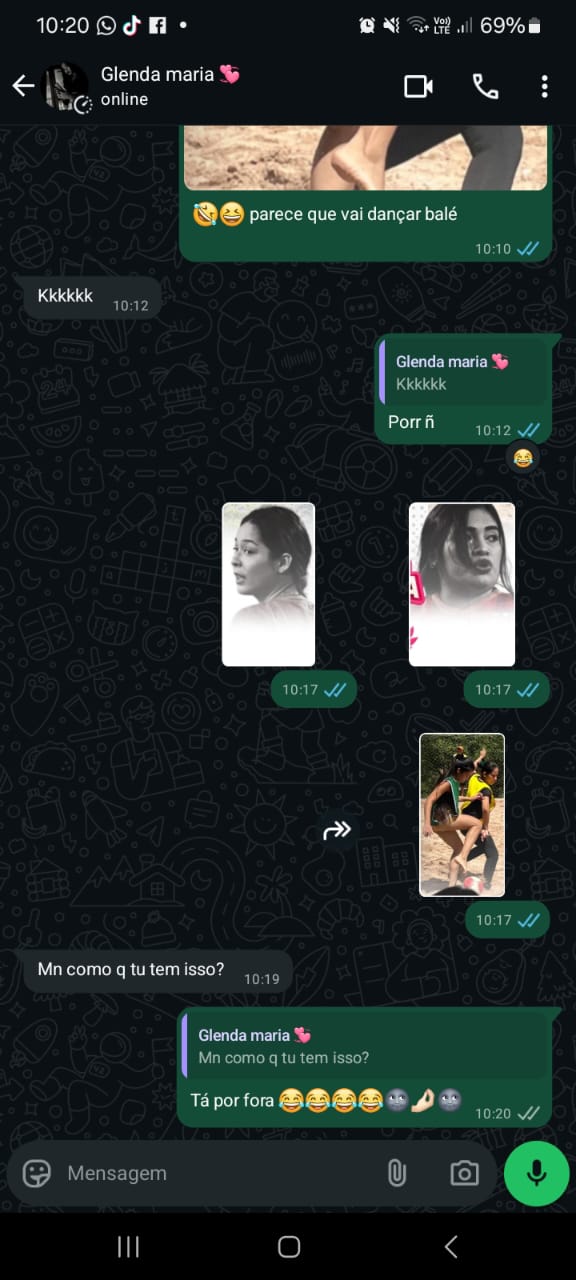 10:20 69%
Glenda maria 💞
online
🤣😆 parece que vai dançar balé
10:10
Kkkkkk 10:12
Glenda maria 💞
Kkkkkk
Porr ñ 10:12
😂
A
10:17 10:17
10:17
Mn como q tu tem isso? 10:19
Glenda maria 💞
Mn como q tu tem isso?
Tá por fora 😂😂😂😂🌚🤌🏻🌚 10:20
Mensagem